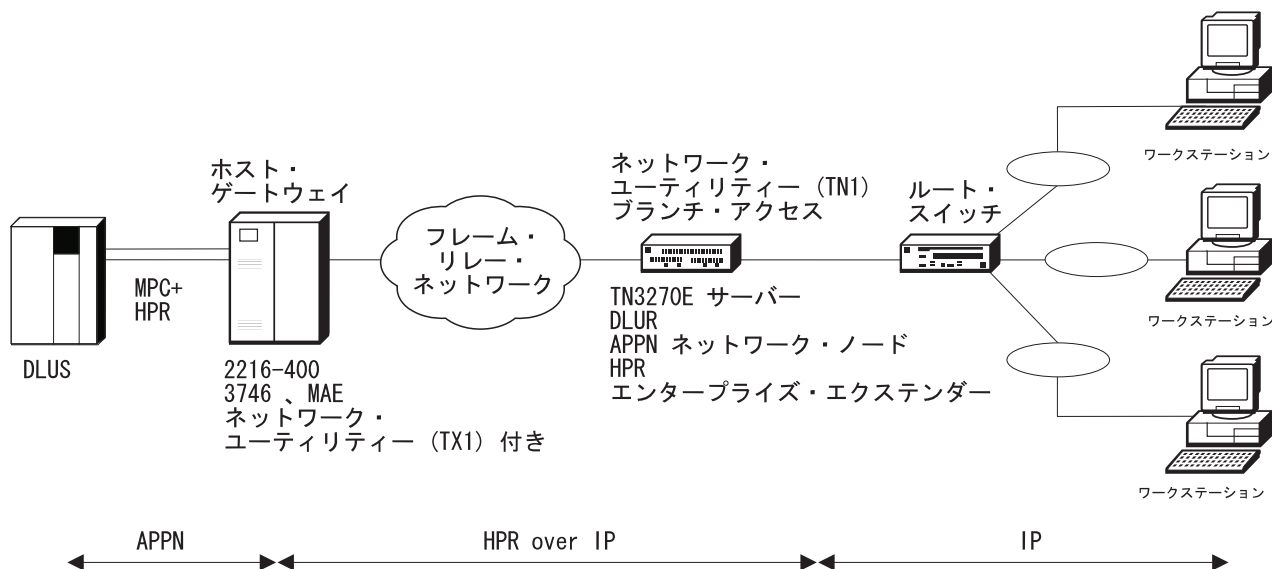 ホスト・
ゲートウェイ
ネットワーク・
ユーティリティー (TN1)
ブランチ・アクセス
ルート・
スイッチ
ワークステーション
フレーム・
リレー・
ネットワーク
MPC+
HPR
DLUS
2216-400
3746 、MAE
ネットワーク・
ユーティリティー (TX1) 付き
TN3270E サーバー
DLUR
APPN ネットワーク・ノード
HPR
エンタープライズ・エクステンダー
ワークステーション
ワークステーション
APPN
HPR over IP
IP